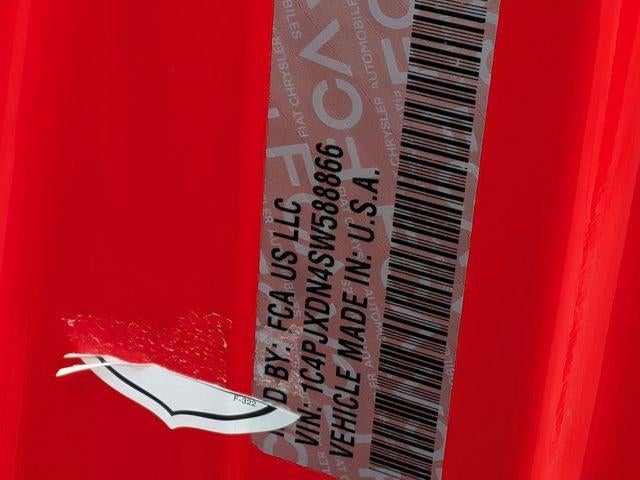 D BY: FCA US LLC
VIN: 1C4PJXDN4SW588866
VEHICLE MADE IN: U.S.A.
F-322